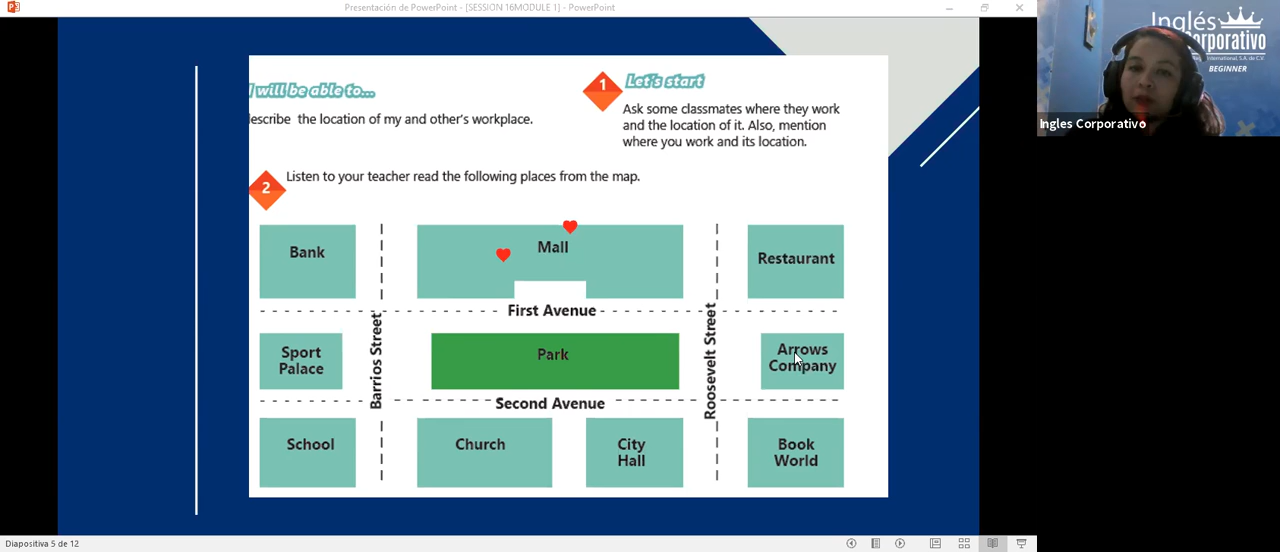 Presentación de PowerPoint - [SESSION 16MODULE 1] - PowerPoint
I will be able to...
describe the location of my and other's workplace.
1
Let's start
Ask some classmates where they work
and the location of it. Also, mention
where you work and its location.
2
Listen to your teacher read the following places from the map.
Bank
Mall
Restaurant
First Avenue
Barrios Street
Roosevelt Street
Sport
Palace
Park
Arrows
Company
Second Avenue
School
Church
City
Hall
Book
World
Diapositiva 5 de 12
Inglés
Corporativo
International, S.A. de C.V.
BEGINNER
Ingles Corporativo